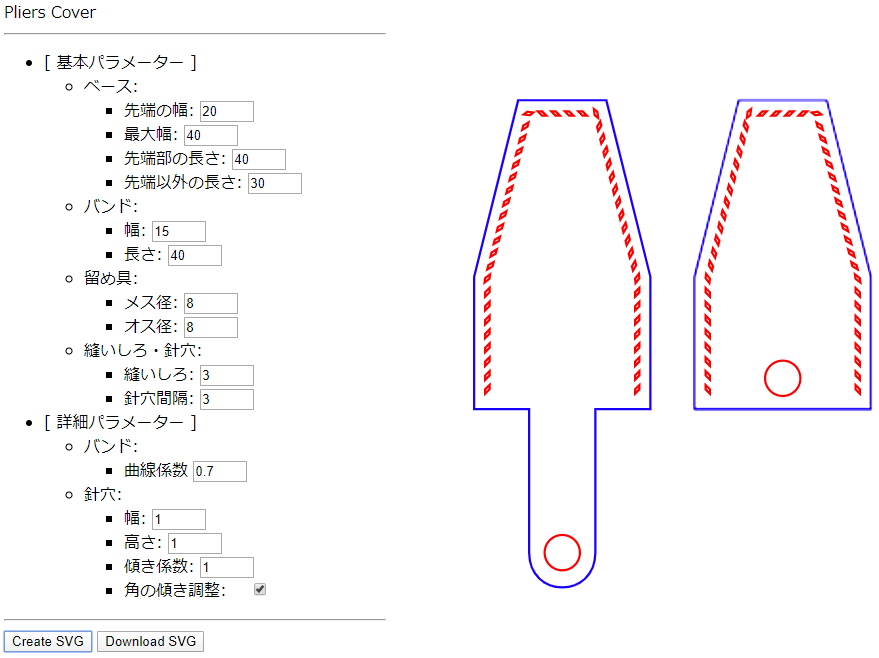 Pliers Cover
[ 基本パラメーター ]
ベース:
先端の幅: 20
最大幅: 40
先端部の長さ: 40
先端以外の長さ: 30
バンド:
幅: 15
長さ: 40
留め具:
メス径: 8
オス径: 8
縫いしろ・針穴:
縫いしろ: 3
針穴間隔: 3
[ 詳細パラメーター ]
バンド:
曲線係数 0.7
針穴:
幅: 1
高さ: 1
傾き係数: 1
角の傾き調整:
Create SVG Download SVG